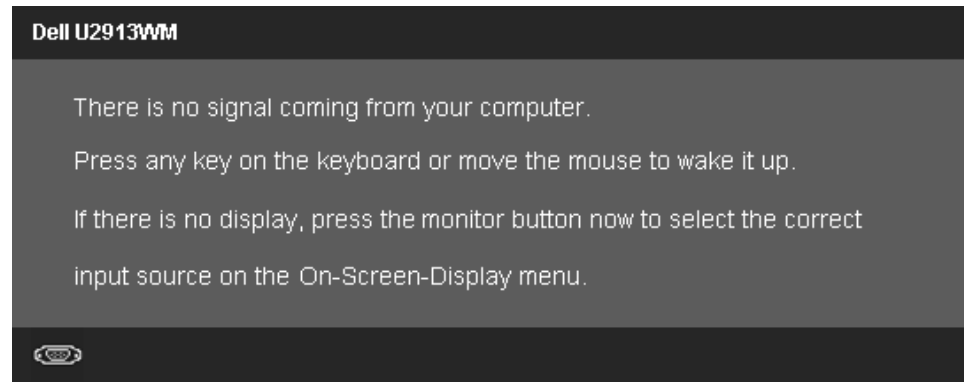 Dell U2913WM
There is no signal coming from your computer.
Press any key on the keyboard or move the mouse to wake it up.
If there is no display, press the monitor button now to select the correct
input source on the On-Screen-Display menu.